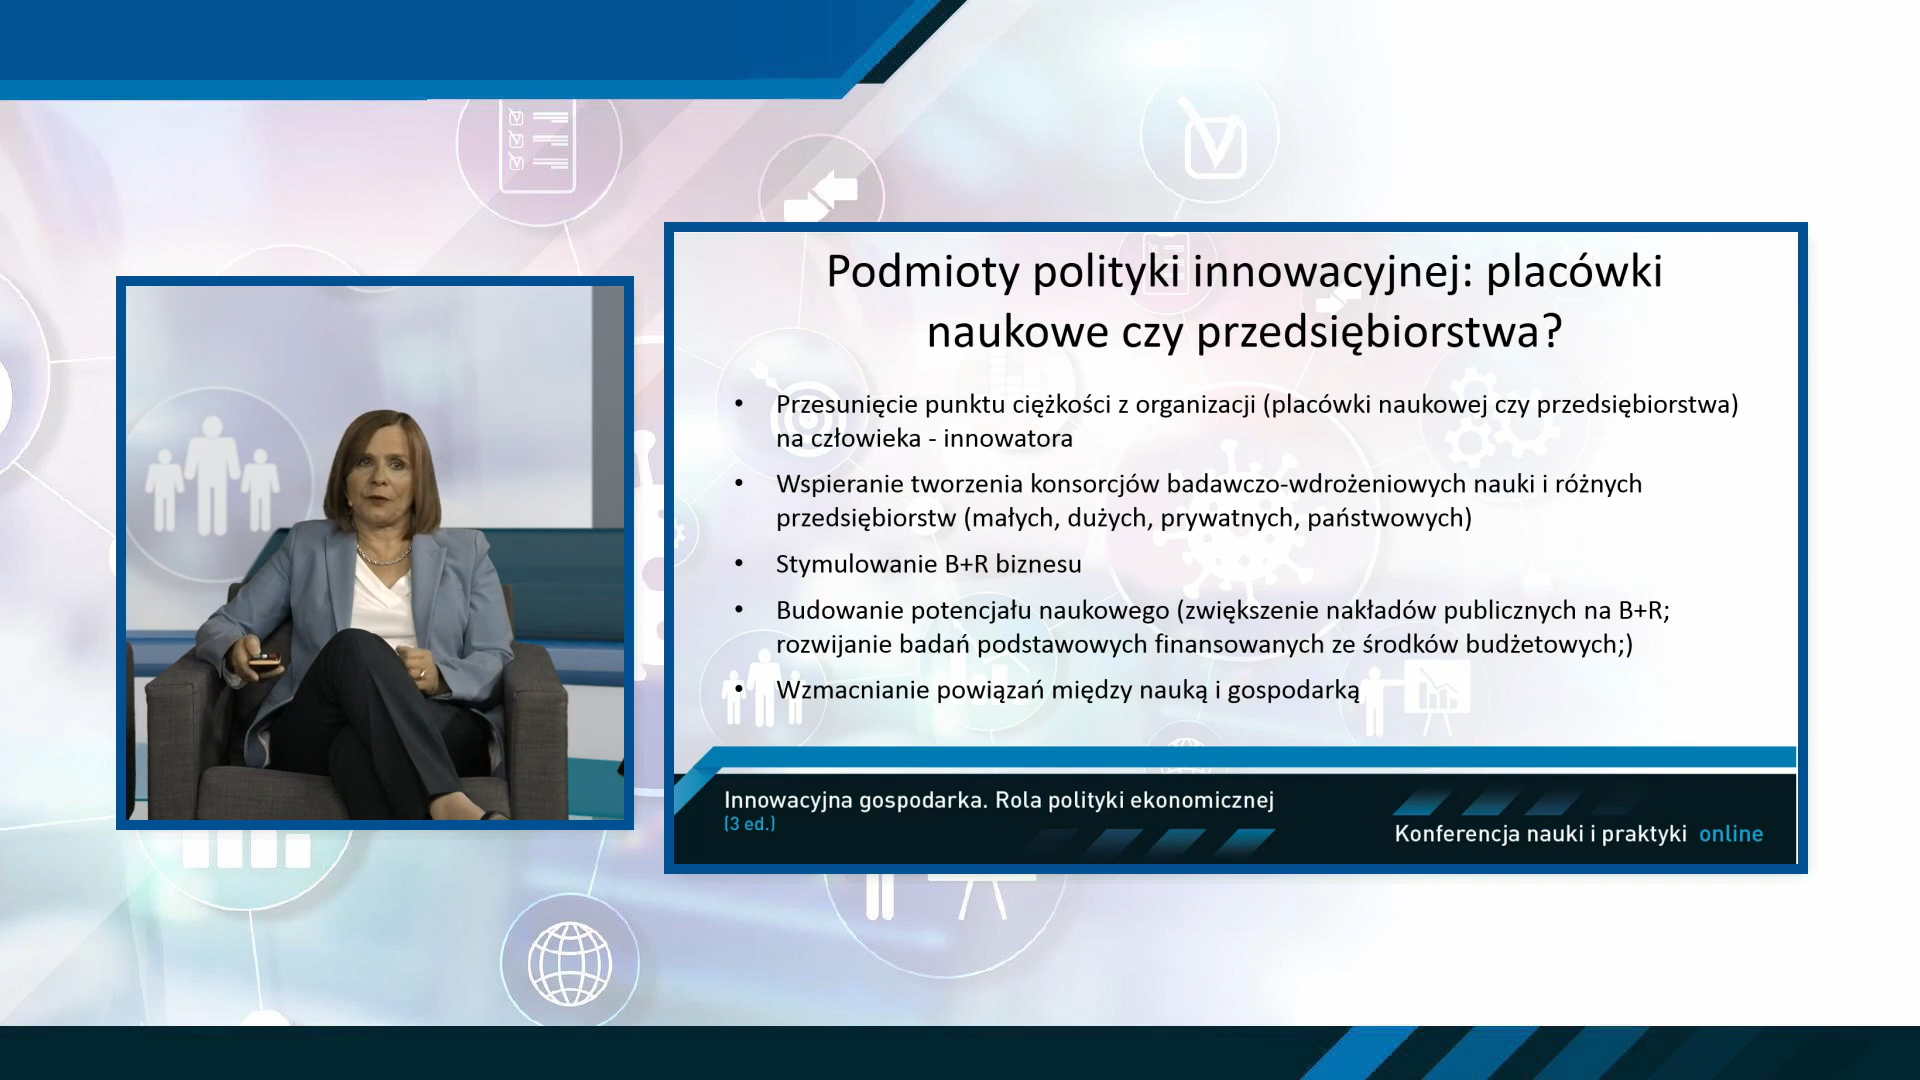 Podmioty polityki innowacyjnej: placówki
naukowe czy przedsiębiorstwa?
• Przesunięcie punktu ciężkości z organizacji (placówki naukowej czy przedsiębiorstwa)
na człowieka - innowatora
• Wspieranie tworzenia konsorcjów badawczo-wdrożeniowych nauki i różnych
przedsiębiorstw (małych, dużych, prywatnych, państwowych)
• Stymulowanie B+R biznesu
• Budowanie potencjału naukowego (zwiększenie nakładów publicznych na B+R;
rozwijanie badań podstawowych finansowanych ze środków budżetowych;)
• Wzmacnianie powiązań między nauką i gospodarką
Innowacyjna gospodarka. Rola polityki ekonomicznej
(3 ed.)
Konferencja nauki i praktyki online